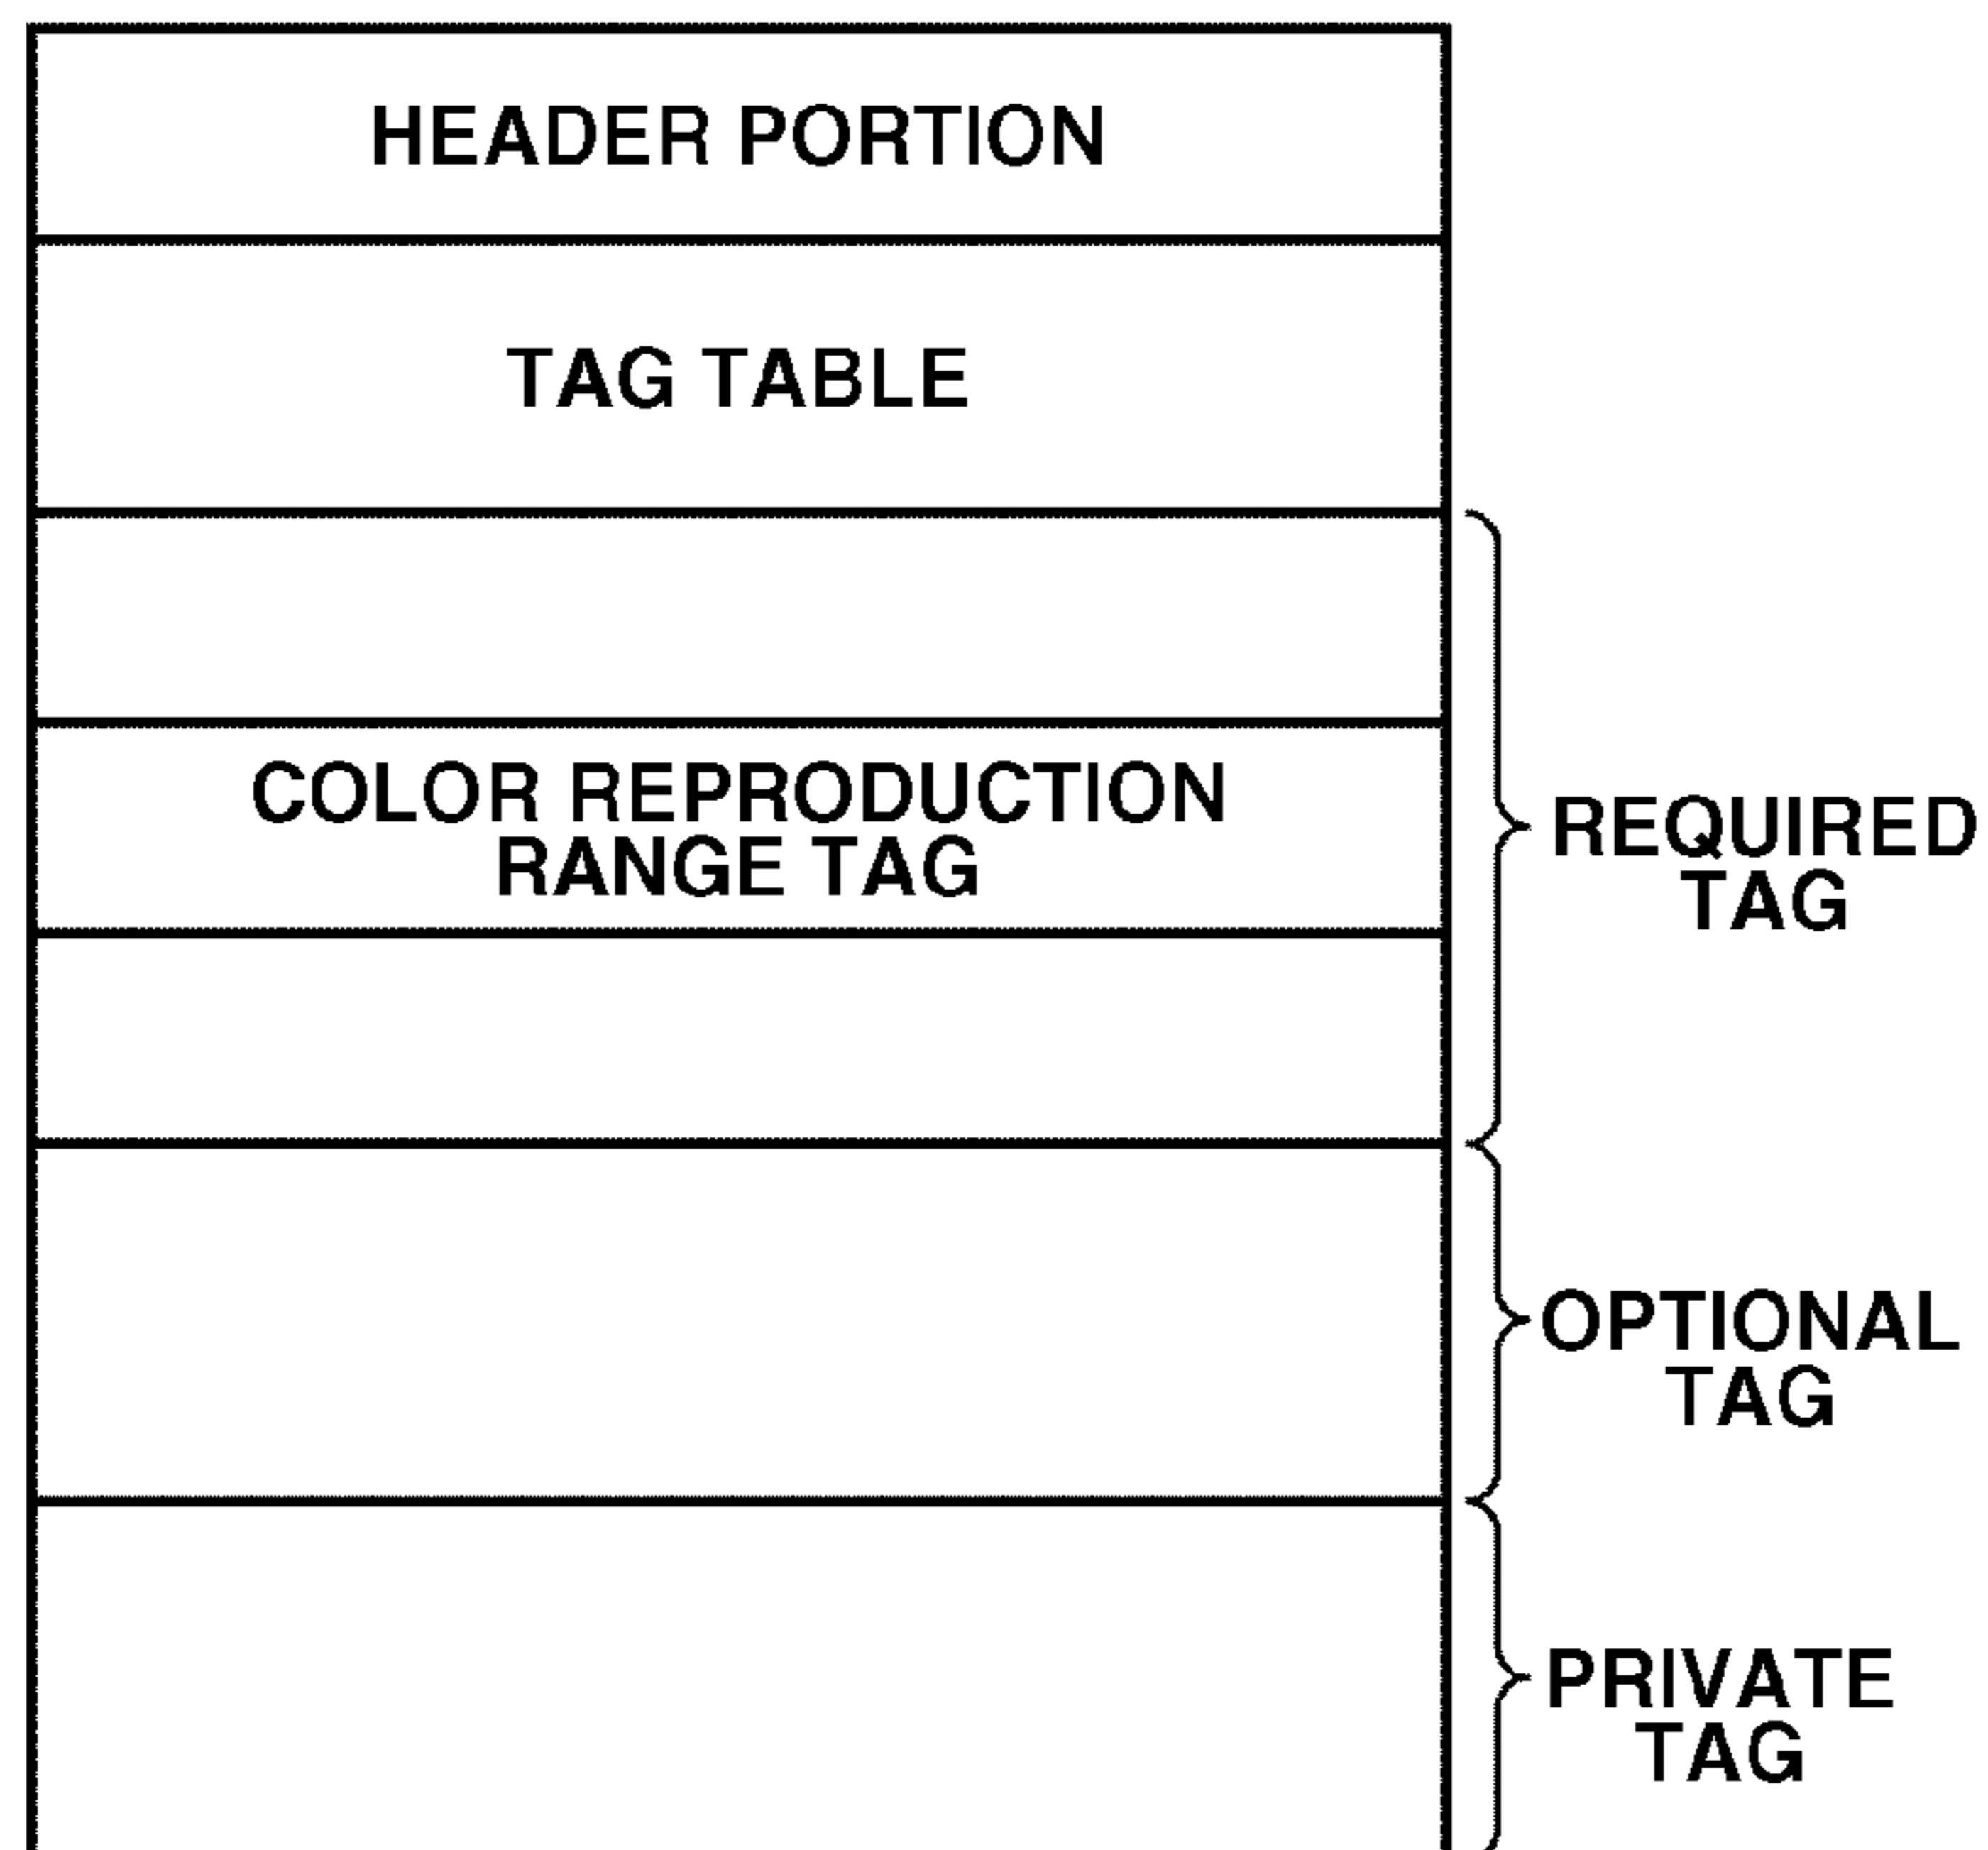 HEADER PORTION
TAG TABLE
COLOR REPRODUCTION
RANGE TAG
REQUIRED
TAG
OPTIONAL
TAG
PRIVATE
TAG